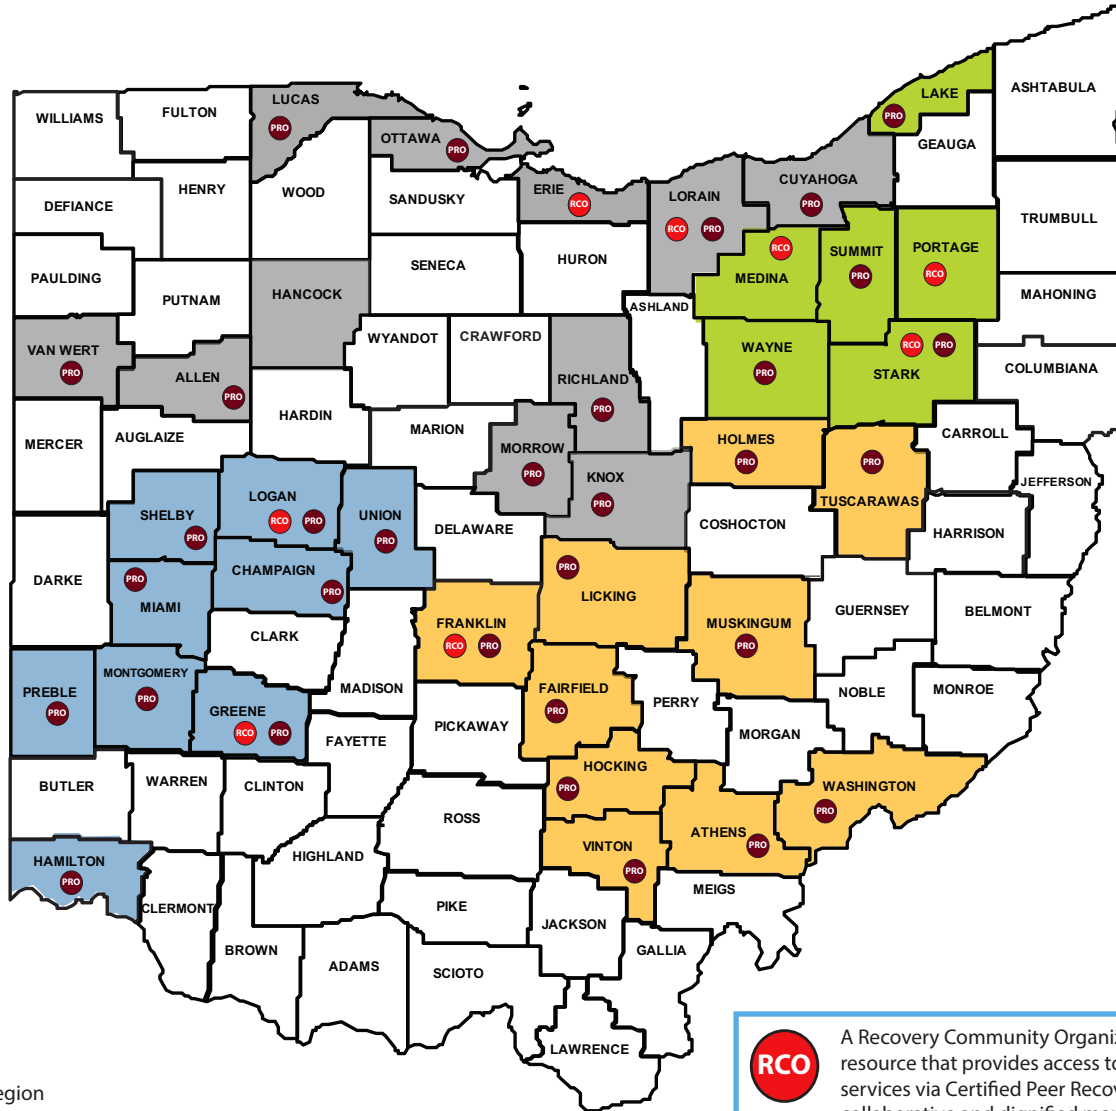 LAKE
ASHTABULA
PRO
GEAUGA
WILLIAMS
FULTON
LUCAS
PRO
OTTAWA
PRO
CUYAHOGA
PRO
HENRY
WOOD
SANDUSKY
ERIE
RCO
LORAIN
RCO PRO
DEFIANCE
TRUMBULL
PAULDING
PUTNAM
HANCOCK
SENECA
HURON
RCO
MEDINA
SUMMIT
PRO
PORTAGE
RCO
MAHONING
ASHLAND
VAN WERT
PRO
ALLEN
PRO
WYANDOT
CRAWFORD
RICHLAND
PRO
WAYNE
PRO
RCO PRO
STARK
COLUMBIANA
HARDIN
MERCER
AUGLAIZE
MARION
MORROW
PRO
KNOX
PRO
HOLMES
PRO
PRO
TUSCARAWAS
CARROLL
JEFFERSON
SHELBY
PRO
LOGAN
RCO PRO
UNION
PRO
DELAWARE
COSHOCTON
HARRISON
DARKE
PRO
MIAMI
CHAMPAIGN
PRO
PRO
LICKING
GUERNSEY
BELMONT
CLARK
FRANKLIN
RCO PRO
MUSKINGUM
PRO
PREBLE
PRO
MONTGOMERY
PRO
GREENE
RCO PRO
MADISON
FAIRFIELD
PRO
PERRY
NOBLE
MONROE
FAYETTE
PICKAWAY
MORGAN
BUTLER
WARREN
CLINTON
HOCKING
PRO
WASHINGTON
PRO
ROSS
ATHENS
PRO
HAMILTON
PRO
HIGHLAND
VINTON
PRO
MEIGS
CLERMONT
PIKE
JACKSON
BROWN
ADAMS
SCIOTO
GALLIA
LAWRENCE
egion
RCO
A Recovery Community Organiz
resource that provides access to
services via Certified Peer Recov